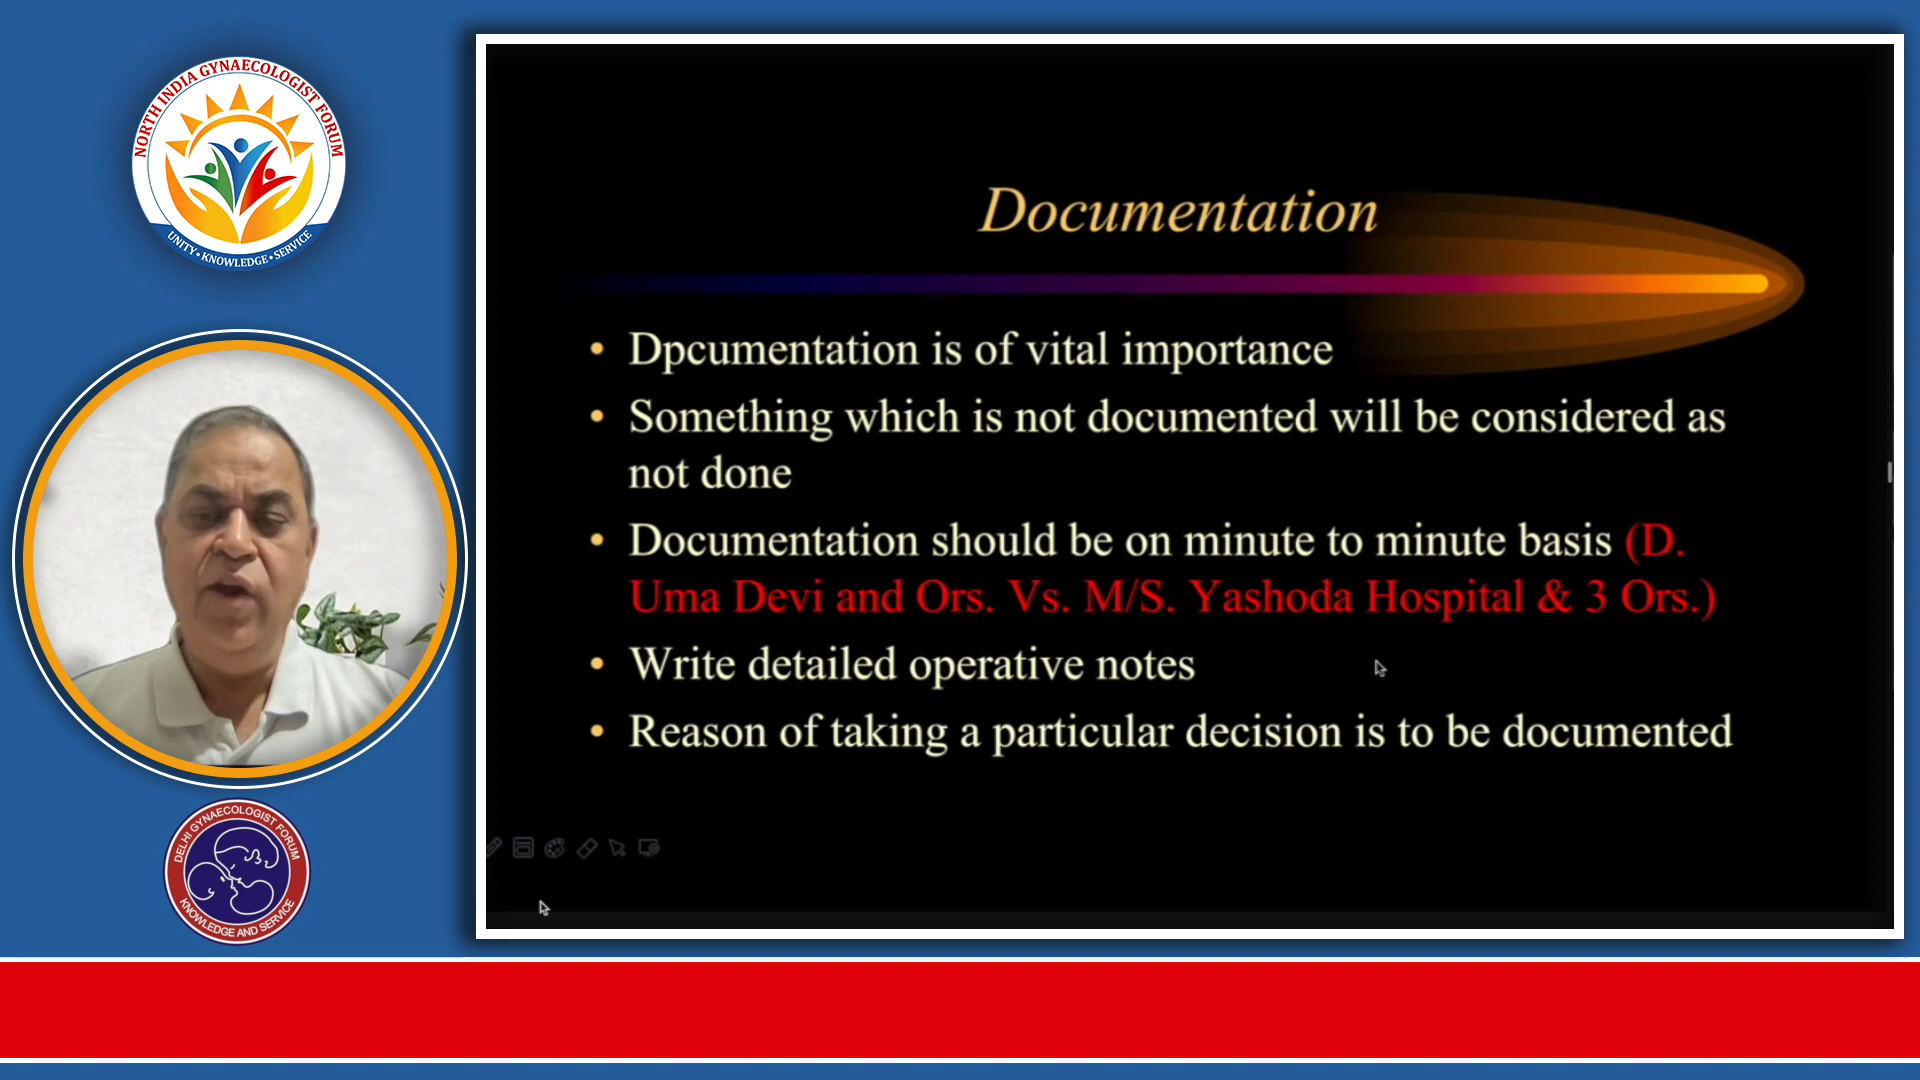 NORTH INDIA GYNAECOLOGIST FORUM
UNITY • KNOWLEDGE • SERVICE
DELHI GYNAECOLOGIST FORUM
KNOWLEDGE AND SERVICE
Documentation
• Dpcumentation is of vital importance
• Something which is not documented will be considered as
not done
• Documentation should be on minute to minute basis (D.
Uma Devi and Ors. Vs. M/S. Yashoda Hospital & 3 Ors.)
• Write detailed operative notes
• Reason of taking a particular decision is to be documented